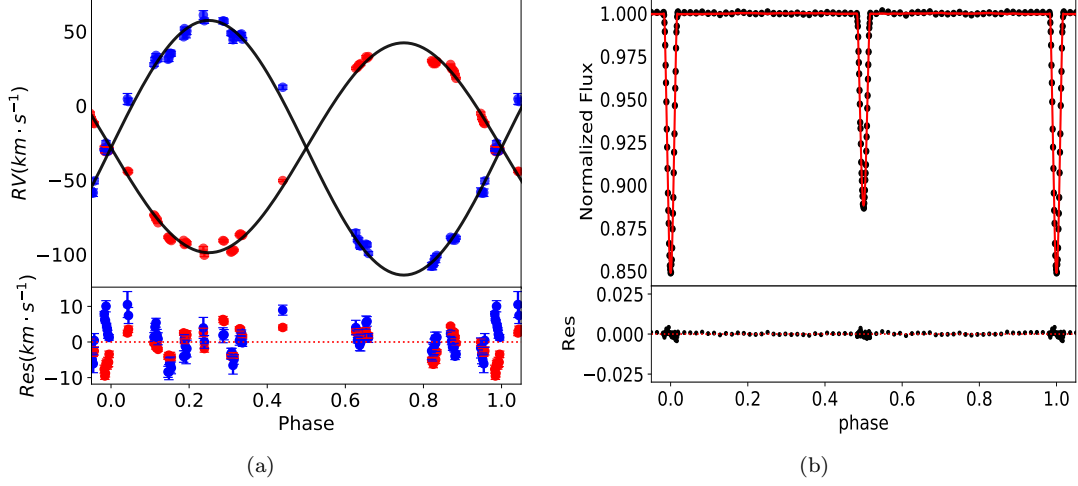 50
0
−50
−100
RV(km · s⁻¹)
10
0
−10
Res(km · s⁻¹)
0.0 0.2 0.4 0.6 0.8 1.0
Phase
(a)
1.000
0.975
0.950
0.925
0.900
0.875
0.850
Normalized Flux
0.025
0.000
−0.025
Res
0.0 0.2 0.4 0.6 0.8 1.0
phase
(b)